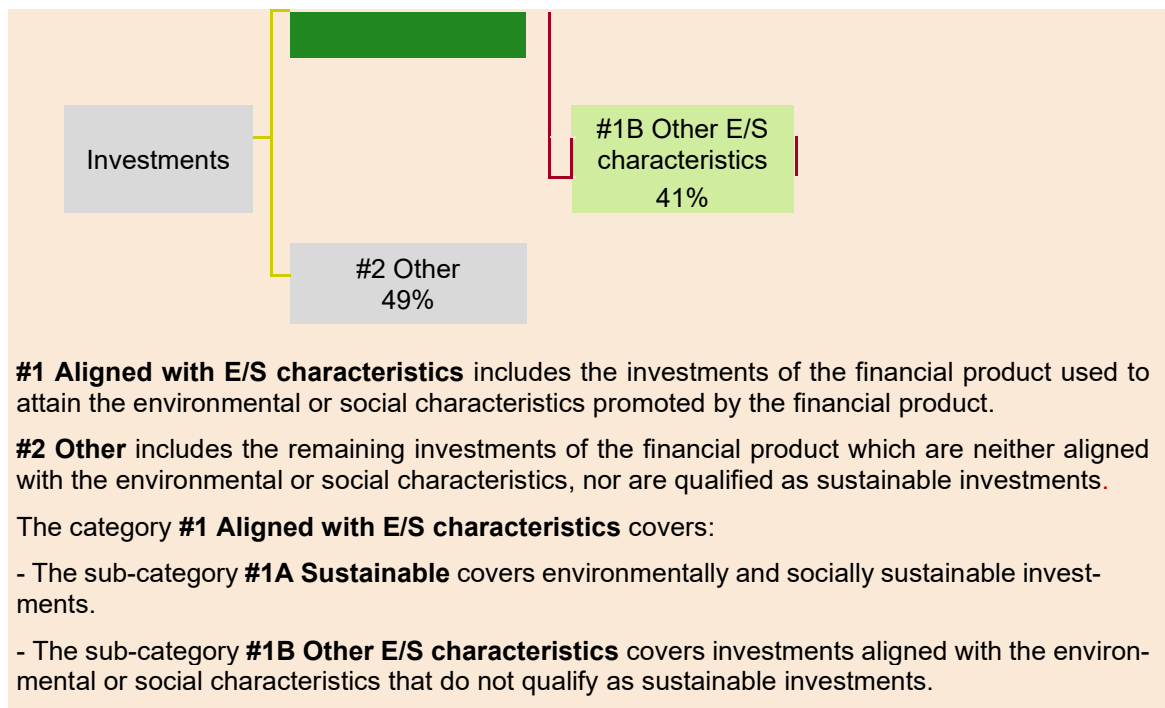 Investments
#1B Other E/S
characteristics
41%
#2 Other
49%
#1 Aligned with E/S characteristics includes the investments of the financial product used to
attain the environmental or social characteristics promoted by the financial product.
#2 Other includes the remaining investments of the financial product which are neither aligned
with the environmental or social characteristics, nor are qualified as sustainable investments.
The category #1 Aligned with E/S characteristics covers:
- The sub-category #1A Sustainable covers environmentally and socially sustainable invest-
ments.
- The sub-category #1B Other E/S characteristics covers investments aligned with the environ-
mental or social characteristics that do not qualify as sustainable investments.